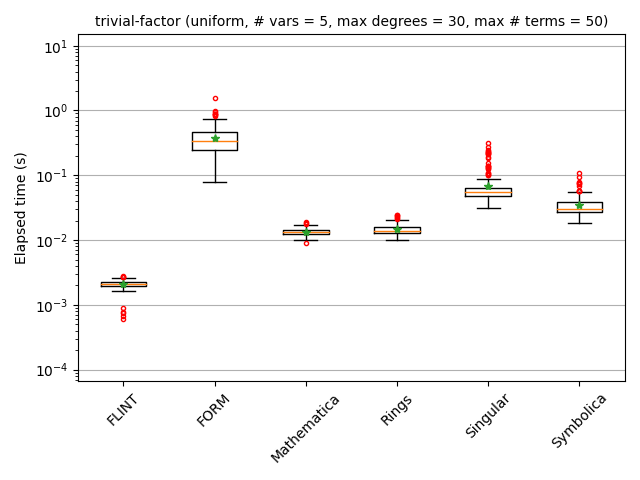 trivial-factor (uniform, # vars = 5, max degrees = 30, max # terms = 50)
Elapsed time (s)
10¹
10⁰
10⁻¹
10⁻²
10⁻³
10⁻⁴
FLINT
FORM
Mathematica
Rings
Singular
Symbolica